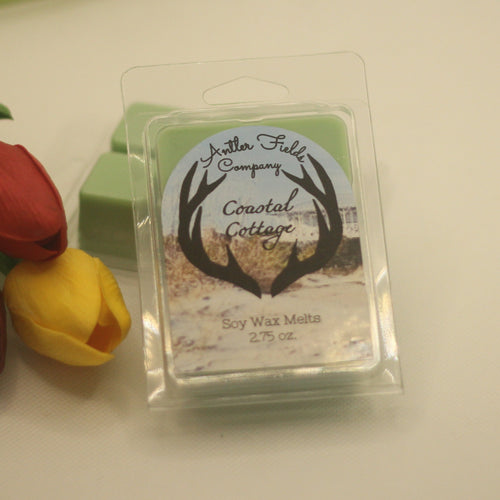 Antler Fields
Company
Coastal
Cottage
Soy Wax Melts
2.75 oz.